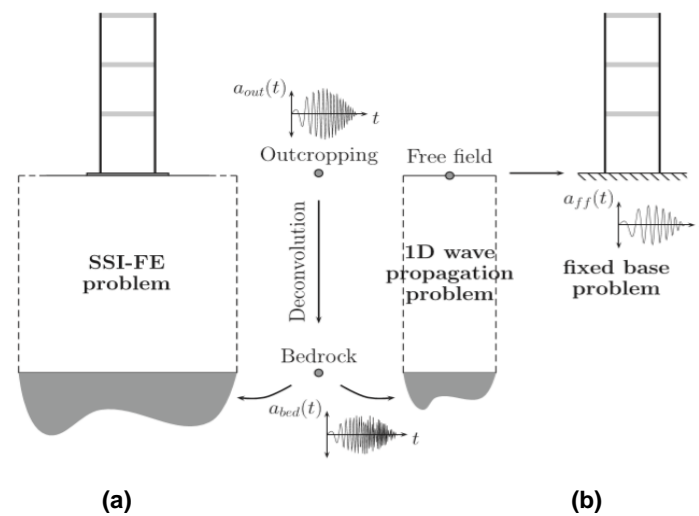 a_out(t)
t
Outcropping
Free field
a_ff(t)
SSI-FE
problem
Deconvolution
1D wave
propagation
problem
fixed base
problem
Bedrock
a_bed(t)
t
(a)
(b)